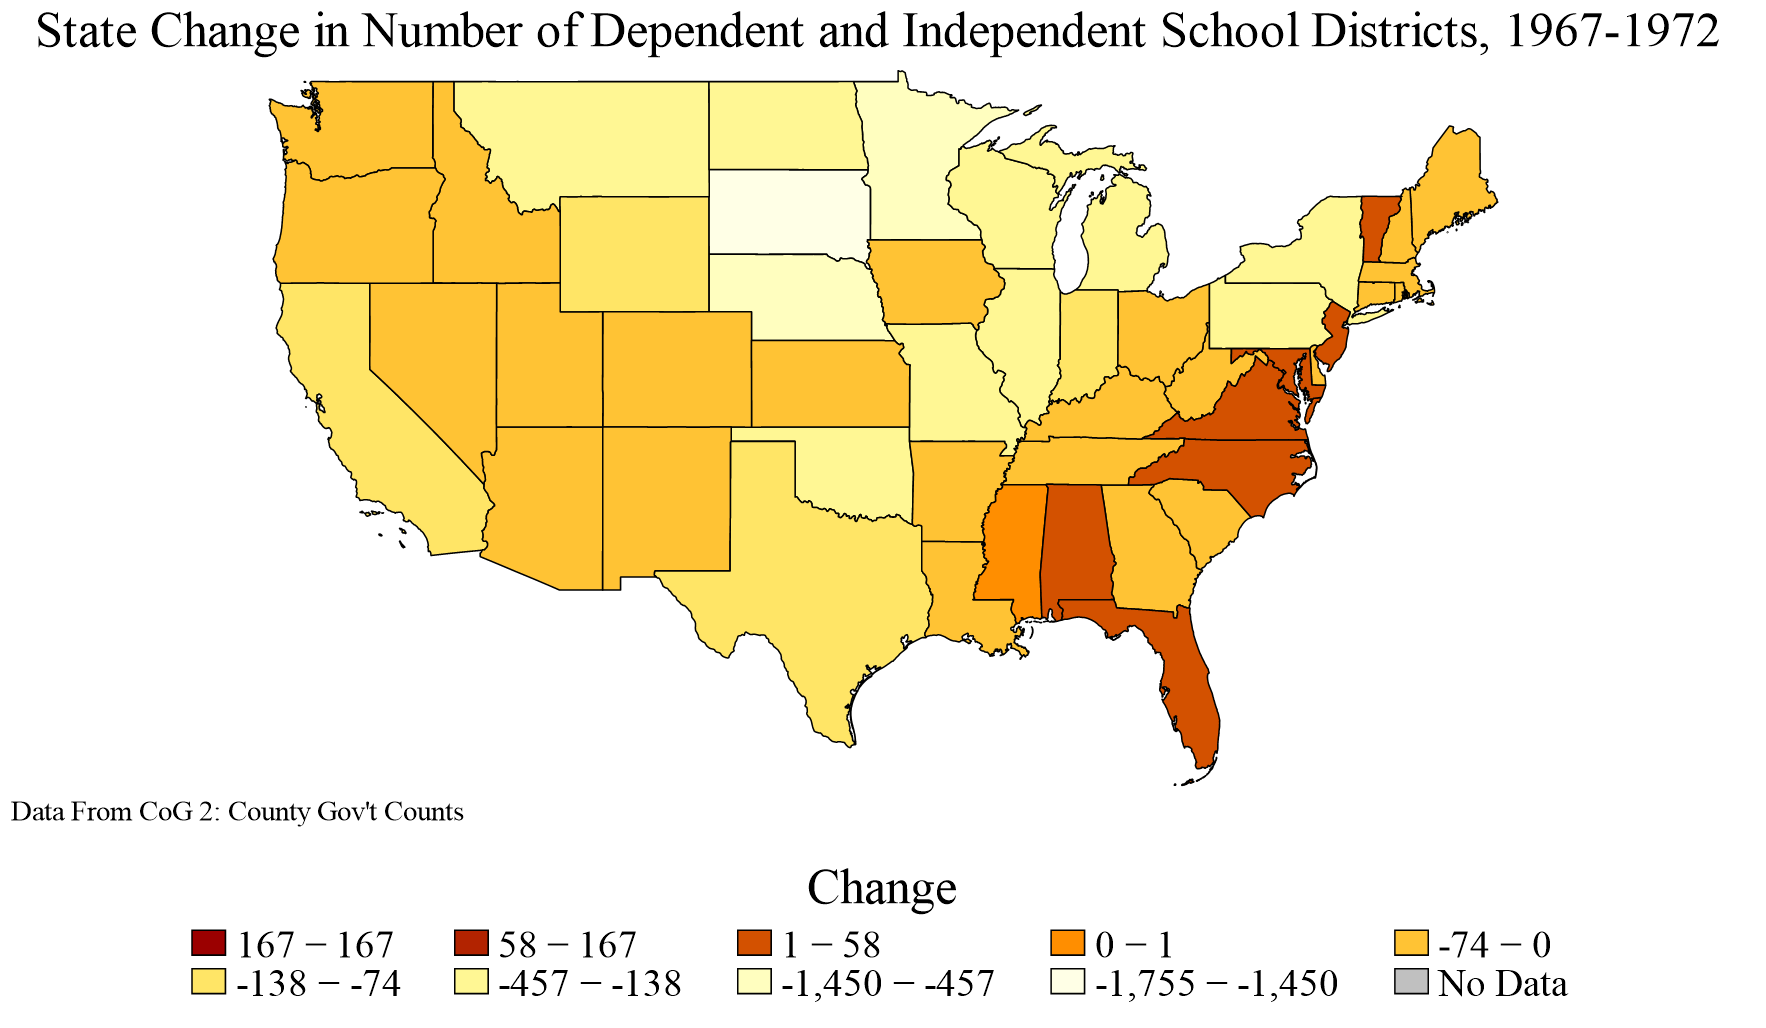 State Change in Number of Dependent and Independent School Districts, 1967-1972
Data From CoG 2: County Gov't Counts
Change
167 – 167
58 – 167
1 – 58
0 – 1
-74 – 0
-138 – -74
-457 – -138
-1,450 – -457
-1,755 – -1,450
No Data